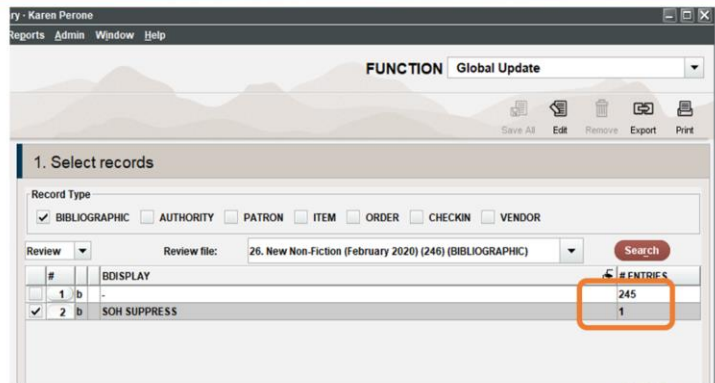 ry - Karen Perone
Reports Admin Window Help
FUNCTION Global Update
Save All Edit Remove Export Print
1. Select records
Record Type
BIBLIOGRAPHIC AUTHORITY PATRON ITEM ORDER CHECKIN VENDOR
Review Review file: 26. New Non-Fiction (February 2020) (246) (BIBLIOGRAPHIC) Search
# BDISPLAY # ENTRIES
1 b - 245
2 b SOH SUPPRESS 1